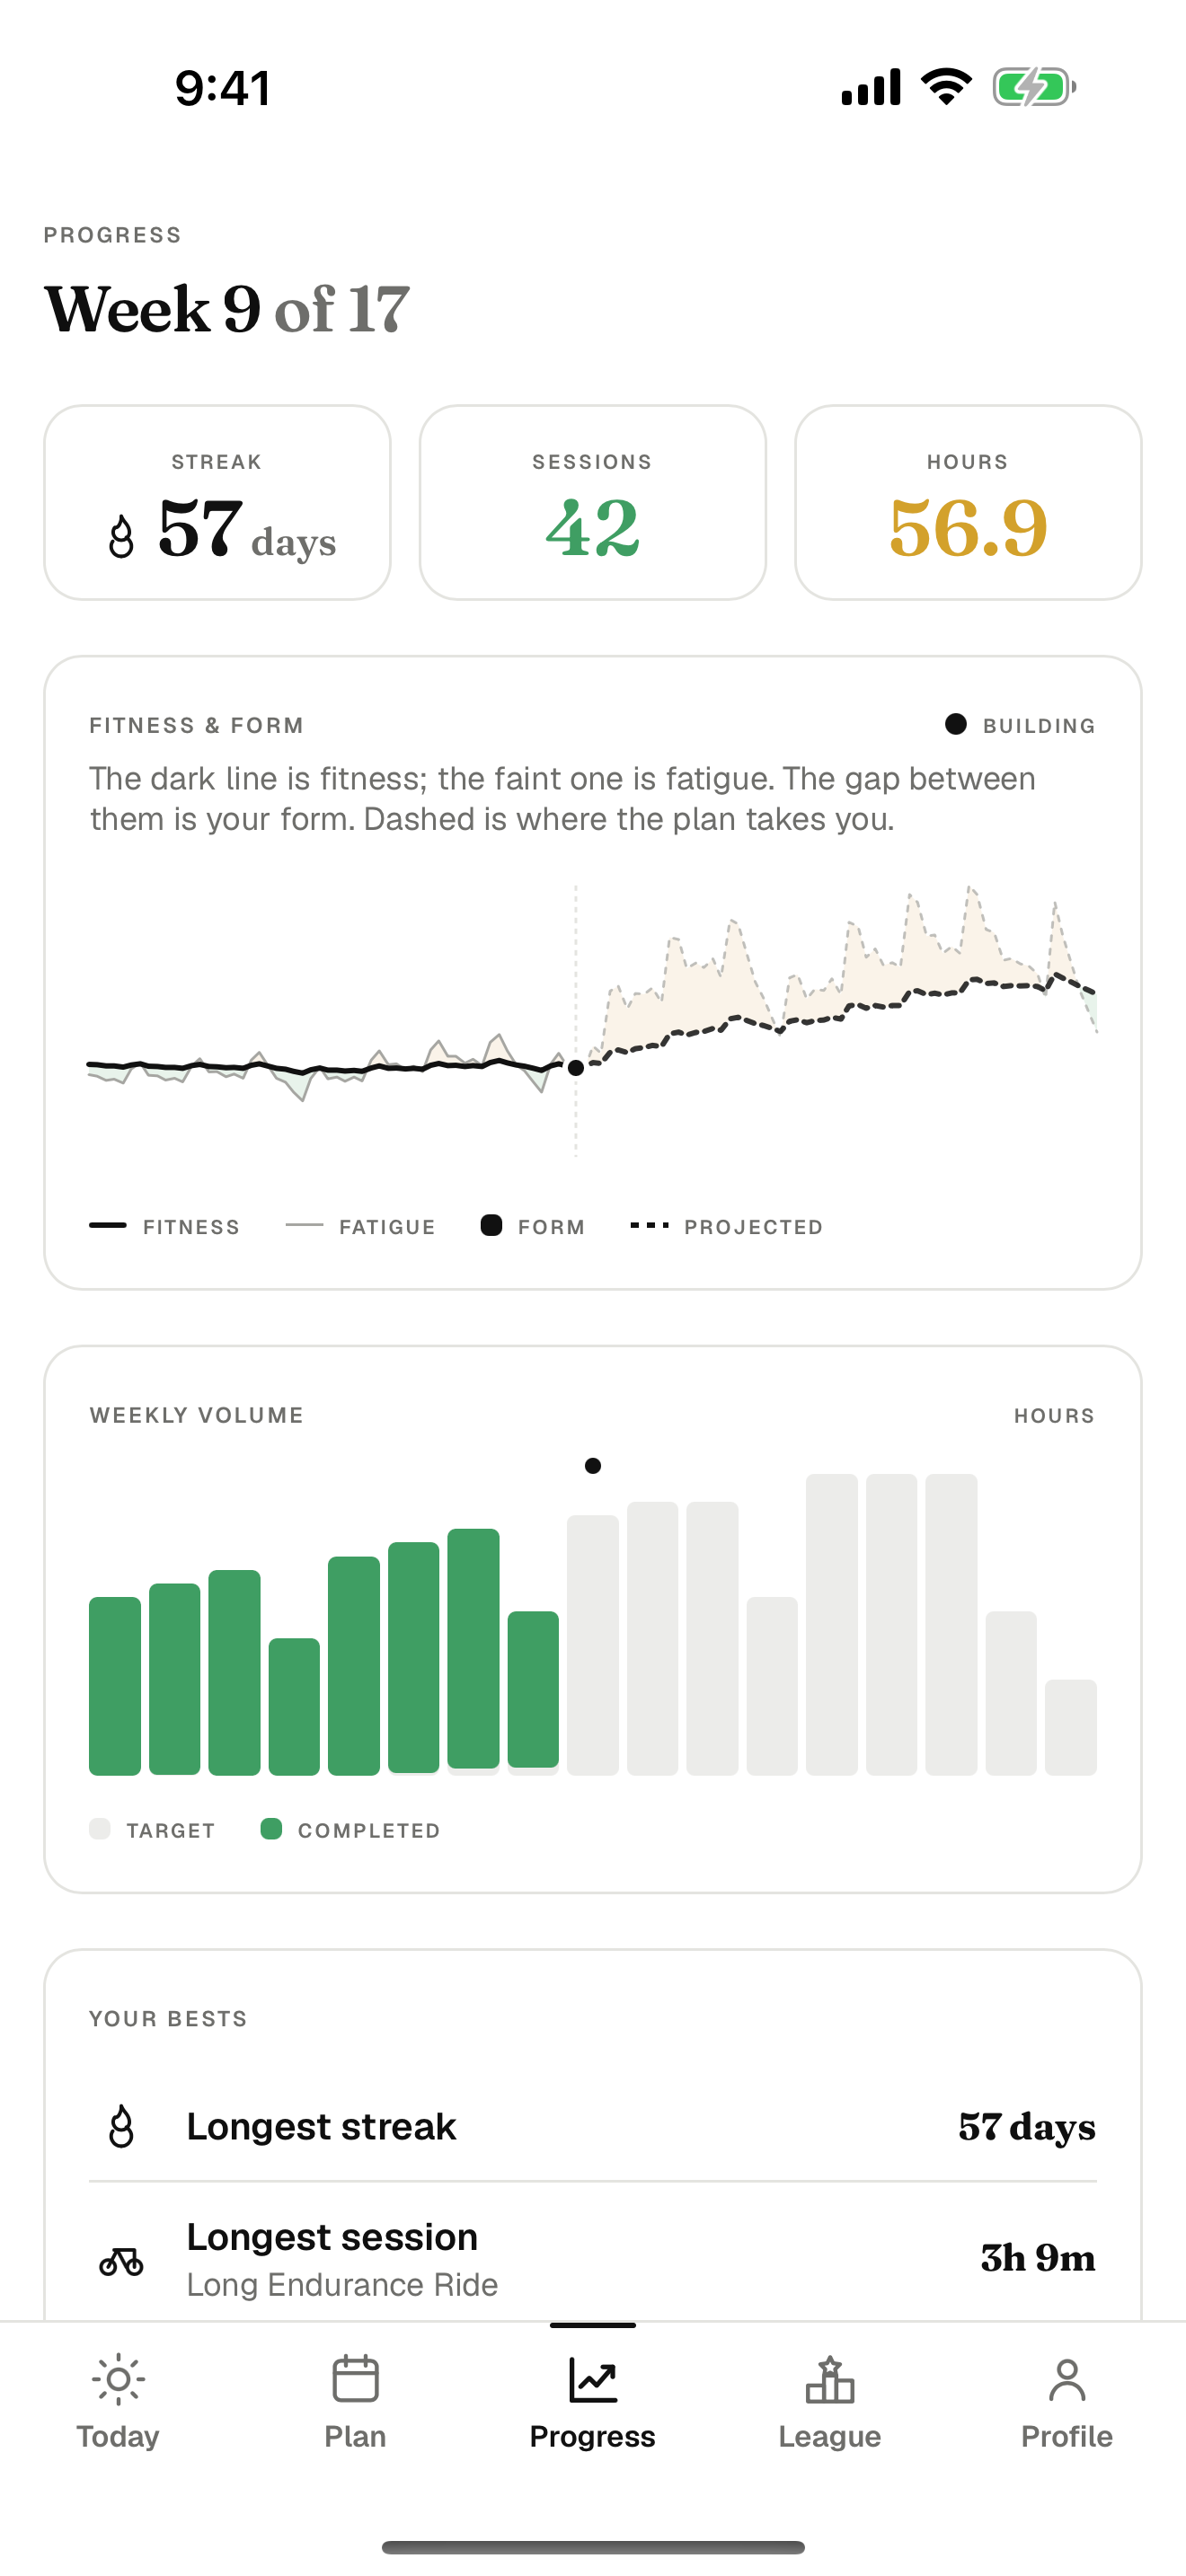 9:41
PROGRESS
Week 9 of 17
STREAK
57 days
SESSIONS
42
HOURS
56.9
FITNESS & FORM
BUILDING
The dark line is fitness; the faint one is fatigue. The gap between
them is your form. Dashed is where the plan takes you.
FITNESS
FATIGUE
FORM
PROJECTED
WEEKLY VOLUME
HOURS
TARGET
COMPLETED
YOUR BESTS
Longest streak
57 days
Longest session
Long Endurance Ride
3h 9m
Today
Plan
Progress
League
Profile